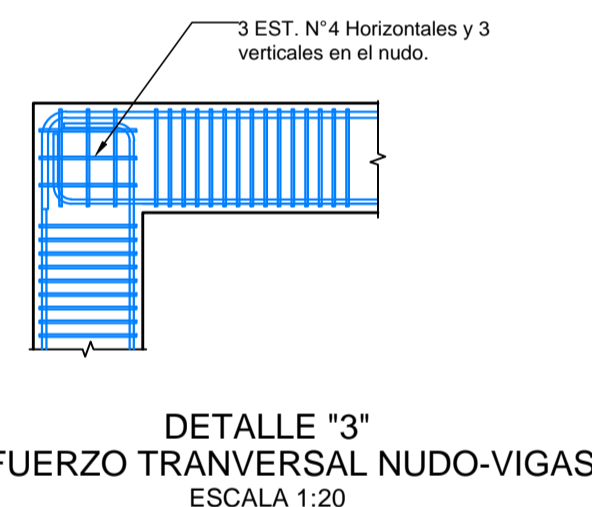 3 EST. N°4 Horizontales y 3
verticales en el nudo.
DETALLE "3"
FUERZO TRANVERSAL NUDO-VIGAS
ESCALA 1:20